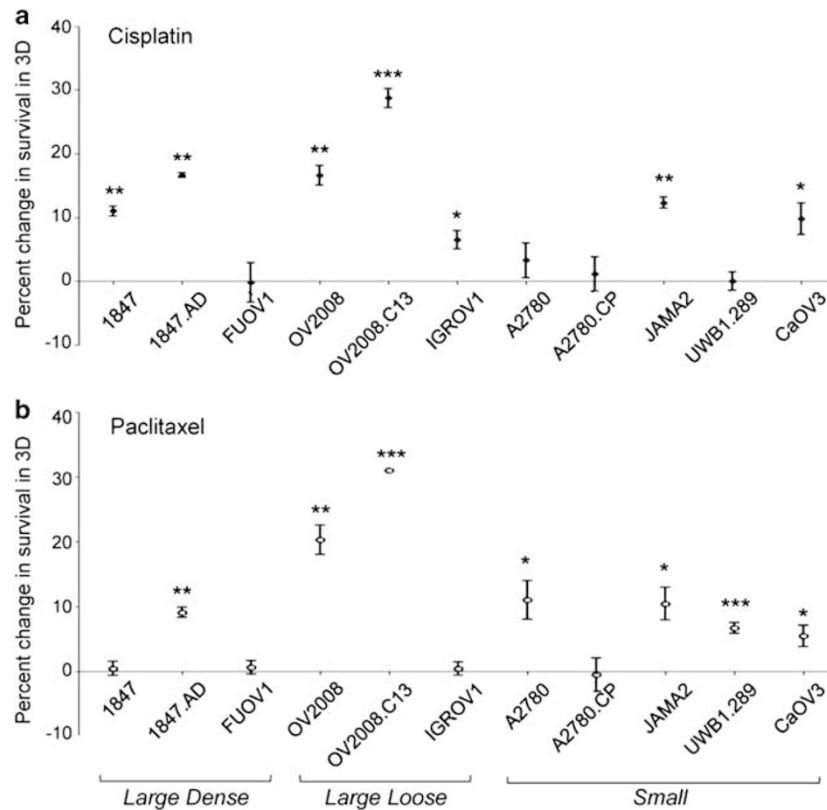 a
Cisplatin
Percent change in survival in 3D
40
30
20
10
0
-10
** ** ** *** * ** *
1847 1847.AD FUOV1 OV2008 OV2008.C13 IGROV1 A2780 A2780.CP JAMA2 UWB1.289 CaOV3
b
Paclitaxel
Percent change in survival in 3D
40
30
20
10
0
-10
** ** *** * * *** *
1847 1847.AD FUOV1 OV2008 OV2008.C13 IGROV1 A2780 A2780.CP JAMA2 UWB1.289 CaOV3
Large Dense Large Loose Small